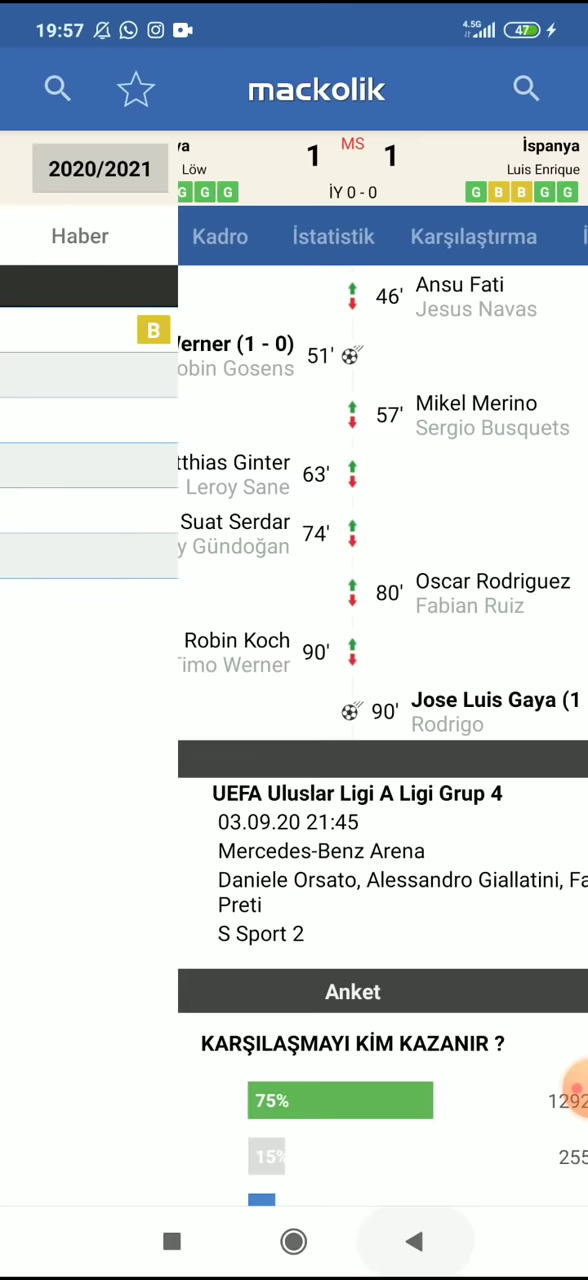 19:57
4.5G
47
mackolik
2020/2021
1 MS 1
İspanya
Löw
Luis Enrique
G G
İY 0 - 0
G B B G G
Haber
Kadro İstatistik Karşılaştırma
46' Ansu Fati
Jesus Navas
B
(1 - 0) 51'
Gosens
57' Mikel Merino
Sergio Busquets
Ginter 63'
Leroy Sane
Suat Serdar 74'
Gündoğan
80' Oscar Rodriguez
Fabian Ruiz
Robin Koch 90'
Timo Werner
90' Jose Luis Gaya (1
Rodrigo
UEFA Uluslar Ligi A Ligi Grup 4
03.09.20 21:45
Mercedes-Benz Arena
Daniele Orsato, Alessandro Giallatini, Fa
Preti
S Sport 2
Anket
KARŞILAŞMAYI KİM KAZANIR ?
75%
1292
15%
255